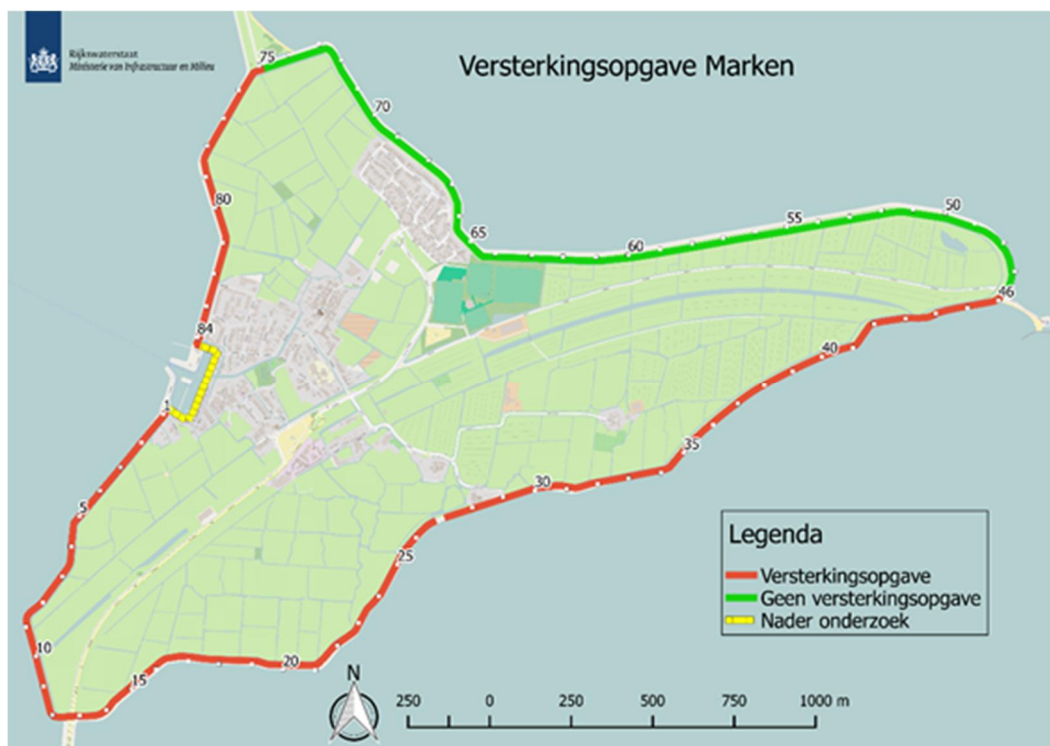 Rijkswaterstaat
Ministerie van Infrastructuur en Milieu
Versterkingsopgave Marken
75
70
80
65
60
55
50
46
84
1
40
35
5
30
25
10
20
15
Legenda
Versterkingsopgave
Geen versterkingsopgave
Nader onderzoek
N
250 0 250 500 750 1000 m